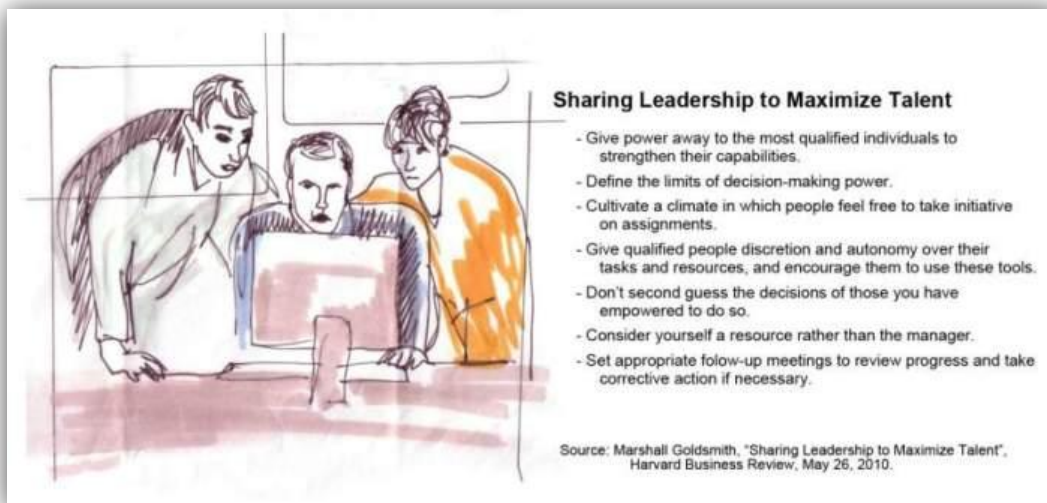 Sharing Leadership to Maximize Talent
- Give power away to the most qualified individuals to
strengthen their capabilities.
- Define the limits of decision-making power.
- Cultivate a climate in which people feel free to take initiative
on assignments.
- Give qualified people discretion and autonomy over their
tasks and resources, and encourage them to use these tools.
- Don't second guess the decisions of those you have
empowered to do so.
- Consider yourself a resource rather than the manager.
- Set appropriate folow-up meetings to review progress and take
corrective action if necessary.
Source: Marshall Goldsmith, "Sharing Leadership to Maximize Talent",
Harvard Business Review, May 26, 2010.